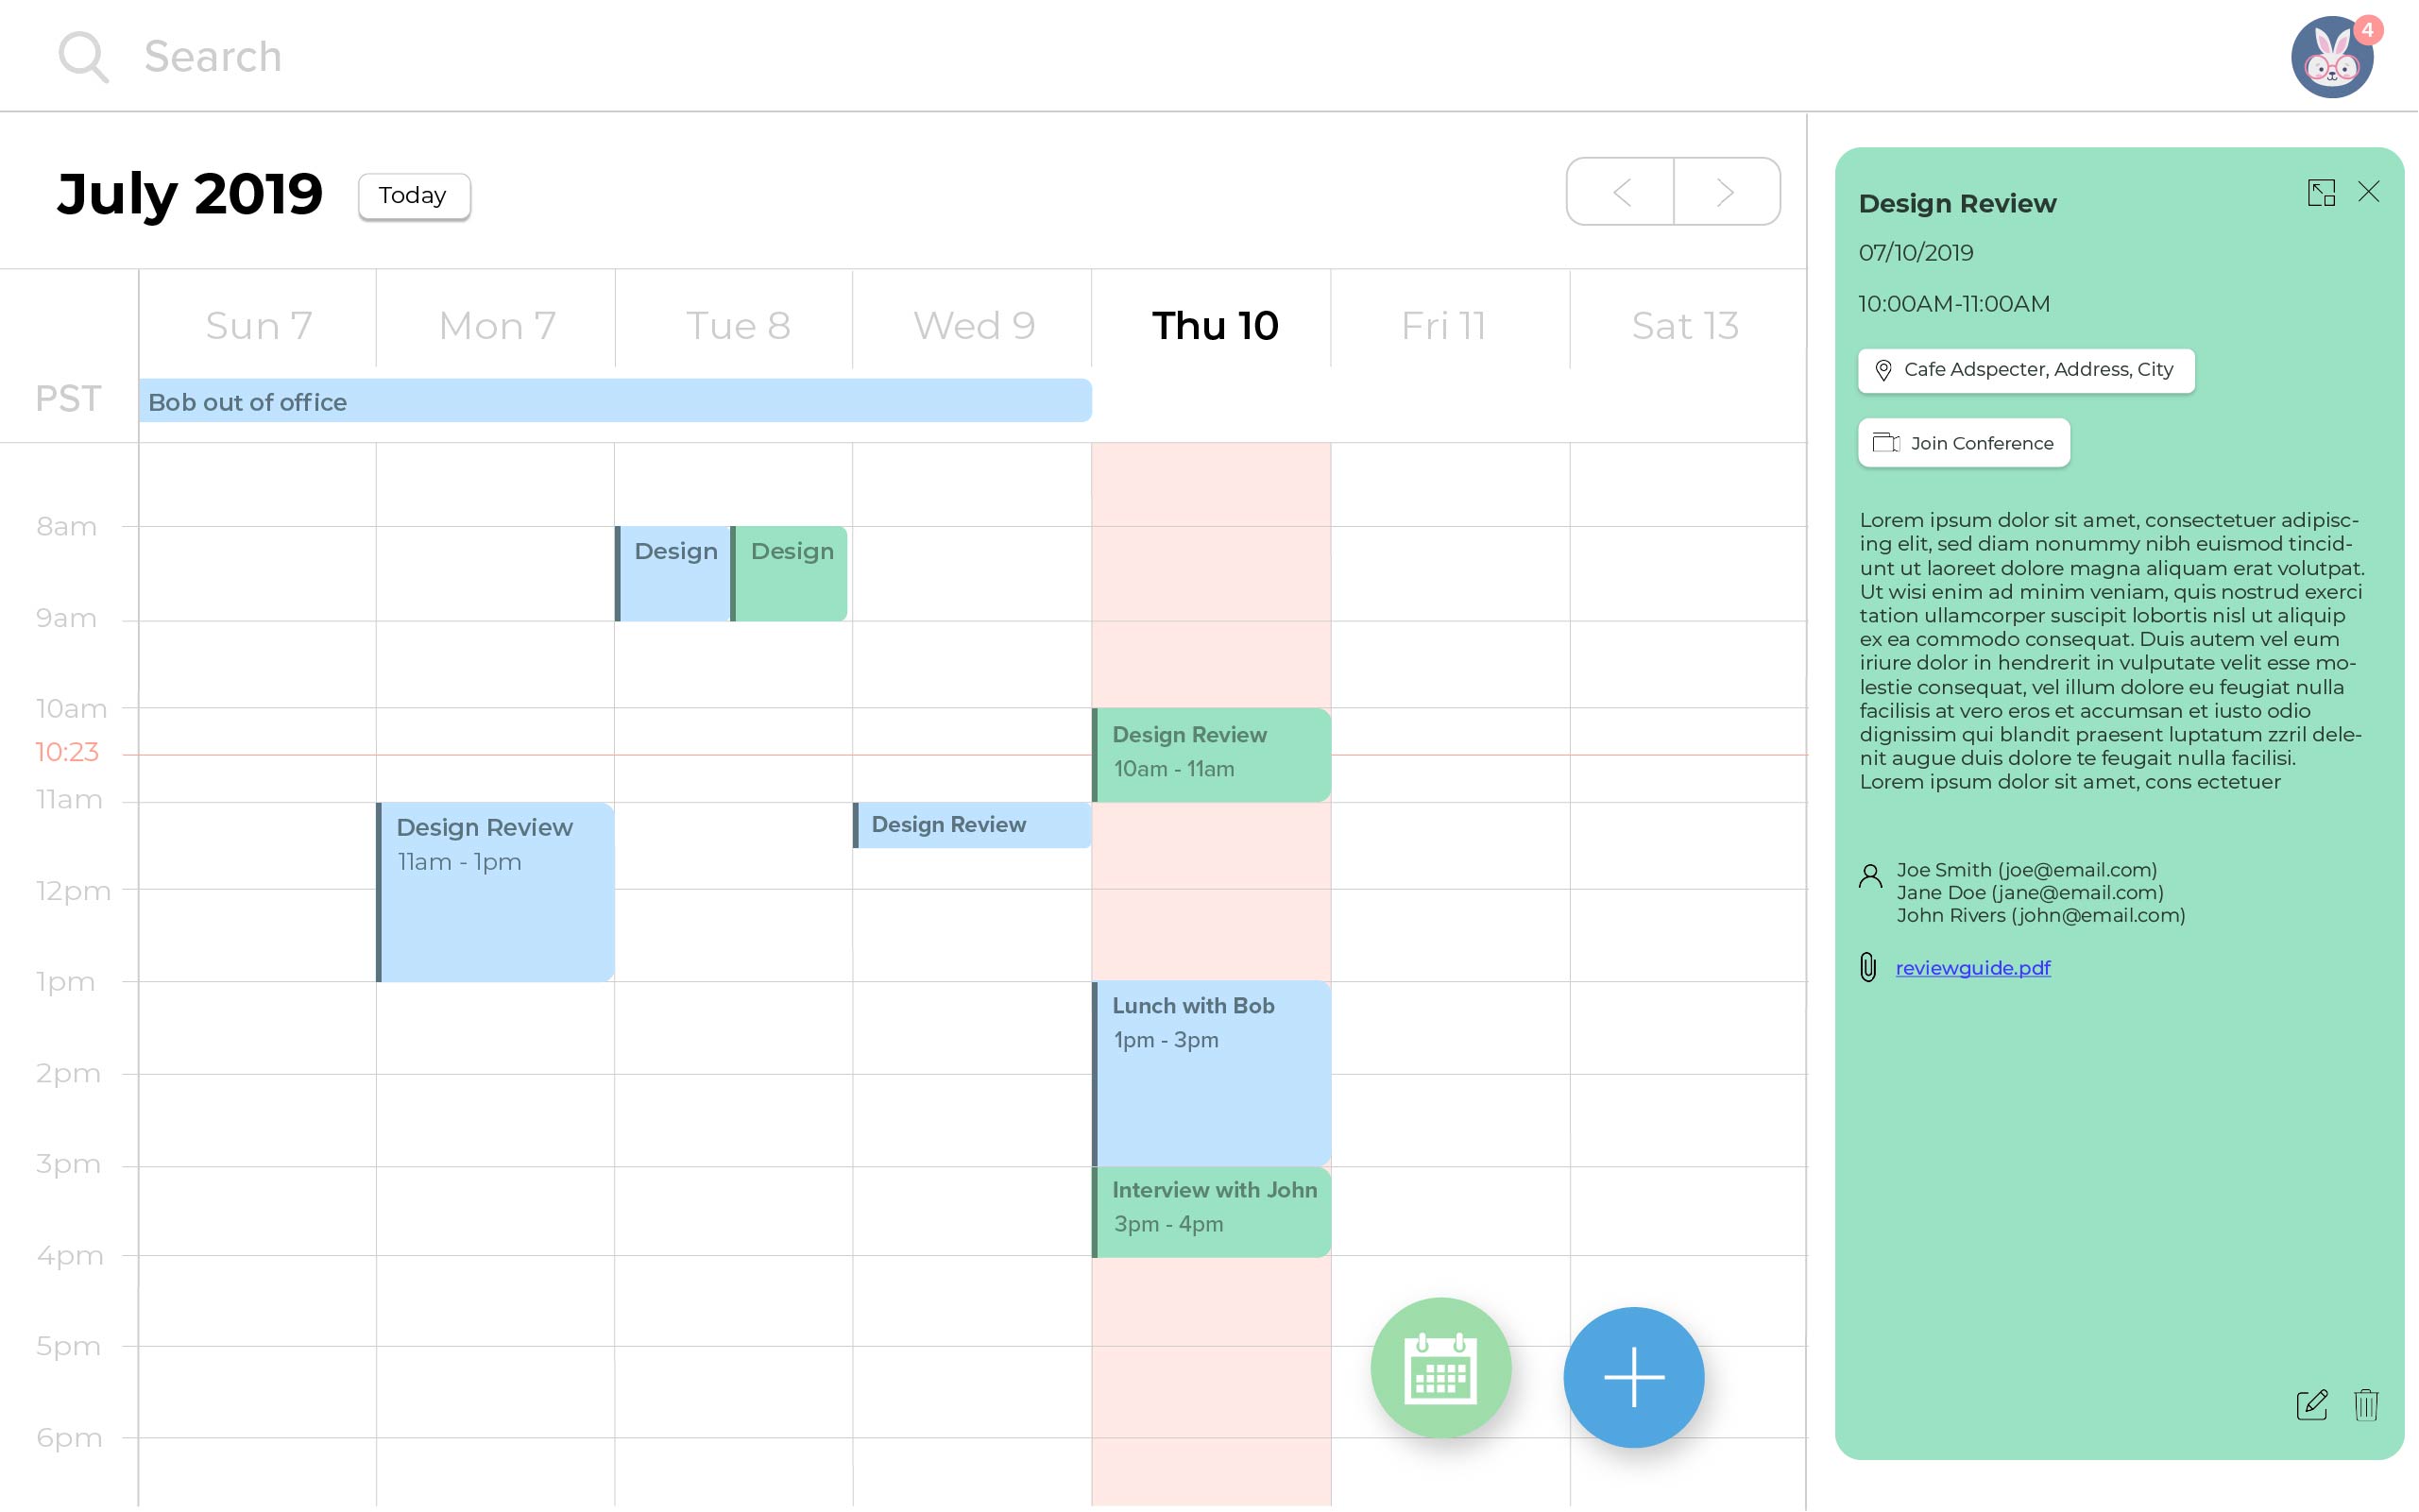 Search
4
July 2019
Today
Sun 7
Mon 7
Tue 8
Wed 9
Thu 10
Fri 11
Sat 13
PST
Bob out of office
8am
9am
10am
10:23
11am
12pm
1pm
2pm
3pm
4pm
5pm
6pm
Design
Design
Design Review
10am - 11am
Design Review
11am - 1pm
Design Review
Lunch with Bob
1pm - 3pm
Interview with John
3pm - 4pm
Design Review
07/10/2019
10:00AM-11:00AM
Cafe Adspecter, Address, City
Join Conference
Lorem ipsum dolor sit amet, consectetuer adipisc-
ing elit, sed diam nonummy nibh euismod tincid-
unt ut laoreet dolore magna aliquam erat volutpat.
Ut wisi enim ad minim veniam, quis nostrud exerci
tation ullamcorper suscipit lobortis nisl ut aliquip
ex ea commodo consequat. Duis autem vel eum
iriure dolor in hendrerit in vulputate velit esse mo-
lestie consequat, vel illum dolore eu feugiat nulla
facilisis at vero eros et accumsan et iusto odio
dignissim qui blandit praesent luptatum zzril dele-
nit augue duis dolore te feugait nulla facilisi.
Lorem ipsum dolor sit amet, cons ectetuer
Joe Smith (joe@email.com)
Jane Doe (jane@email.com)
John Rivers (john@email.com)
reviewguide.pdf